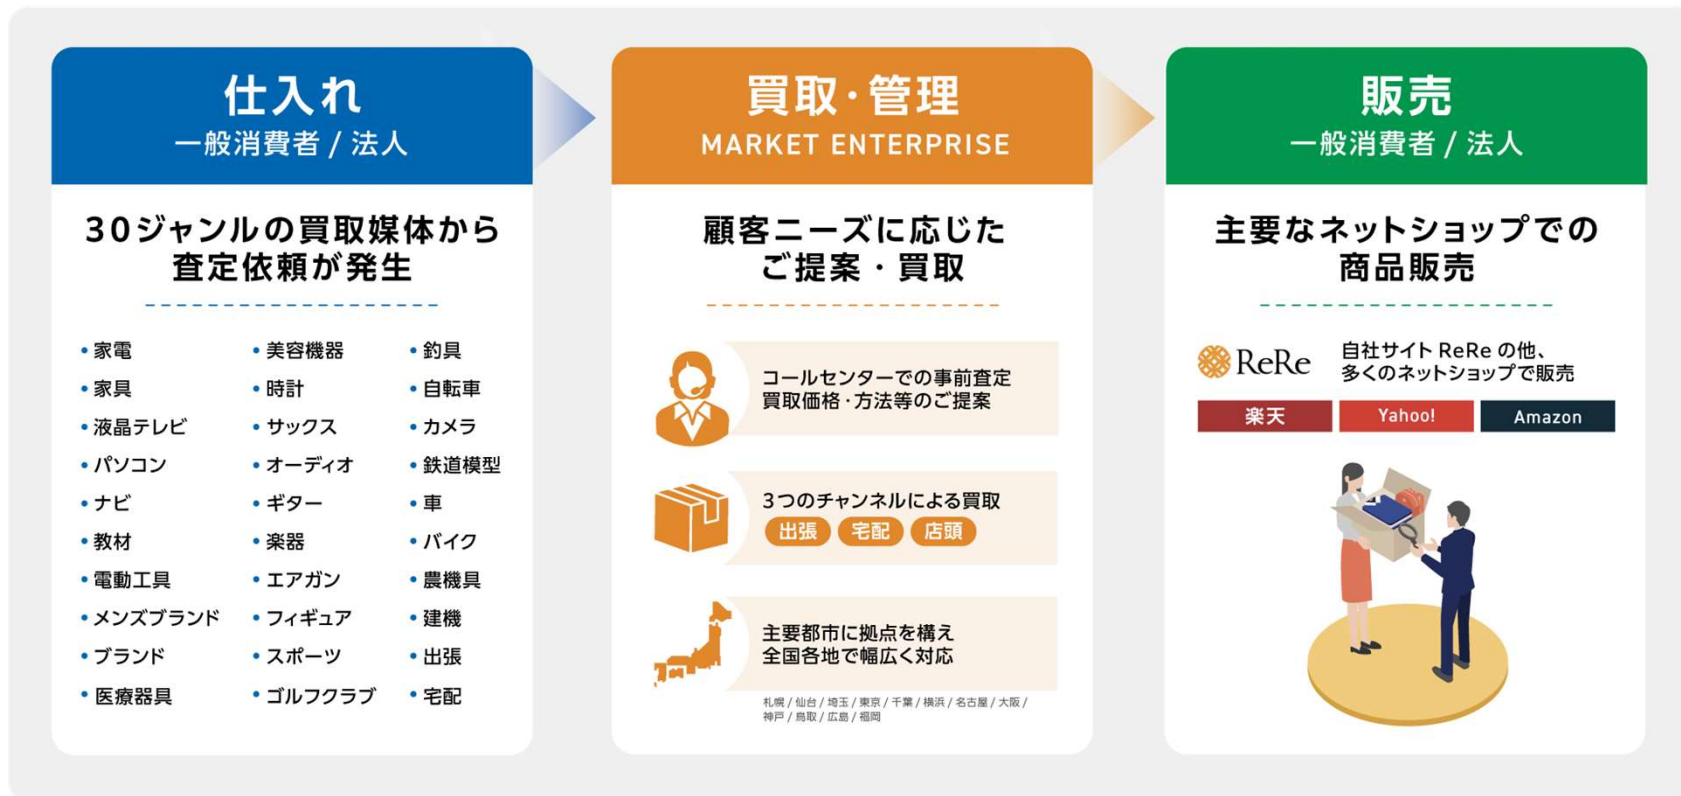 仕入れ
一般消費者 / 法人
30ジャンルの買取媒体から
査定依頼が発生
• 家電
• 家具
• 液晶テレビ
• パソコン
• ナビ
• 教材
• 電動工具
• メンズブランド
• ブランド
• 医療器具
• 美容機器
• 時計
• サックス
• オーディオ
• ギター
• 楽器
• エアガン
• フィギュア
• スポーツ
• ゴルフクラブ
• 釣具
• 自転車
• カメラ
• 鉄道模型
• 車
• バイク
• 農機具
• 建機
• 出張
• 宅配
買取・管理
MARKET ENTERPRISE
顧客ニーズに応じた
ご提案・買取
コールセンターでの事前査定
買取価格・方法等のご提案
3つのチャンネルによる買取
出張 宅配 店頭
主要都市に拠点を構え
全国各地で幅広く対応
札幌 / 仙台 / 埼玉 / 東京 / 千葉 / 横浜 / 名古屋 / 大阪 /
神戸 / 鳥取 / 広島 / 福岡
販売
一般消費者 / 法人
主要なネットショップでの
商品販売
ReRe
自社サイト ReRe の他、
多くのネットショップで販売
楽天 Yahoo! Amazon